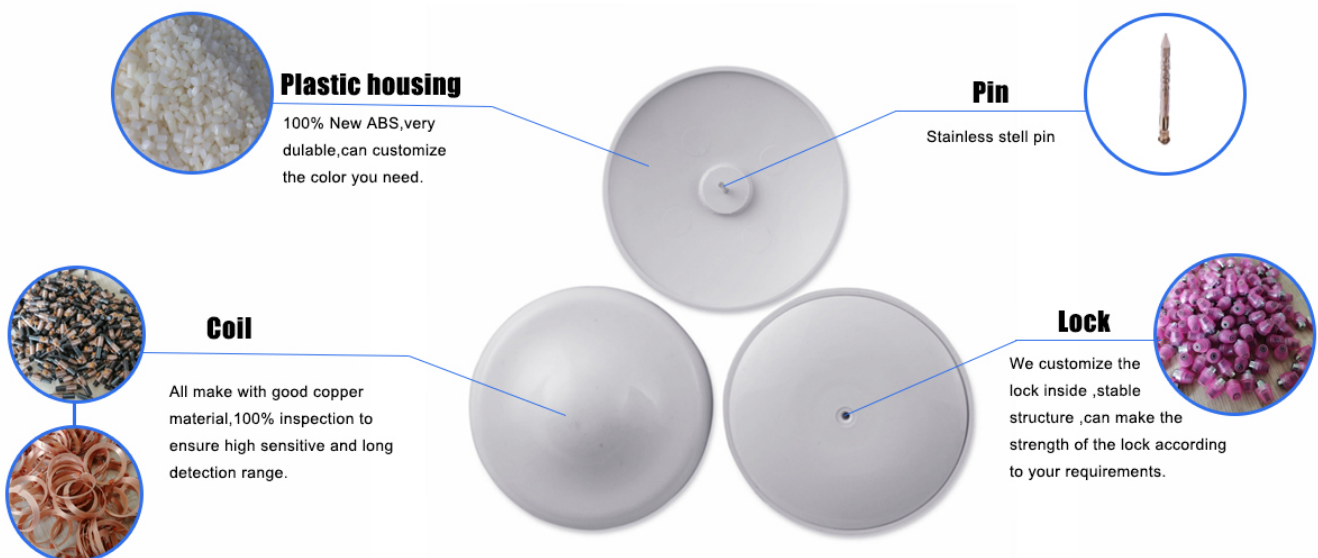 Plastic housing
100% New ABS,very
dulable,can customize
the color you need.
Pin
Stainless stell pin
Coil
All make with good copper
material,100% inspection to
ensure high sensitive and long
detection range.
Lock
We customize the
lock inside ,stable
structure ,can make the
strength of the lock according
to your requirements.